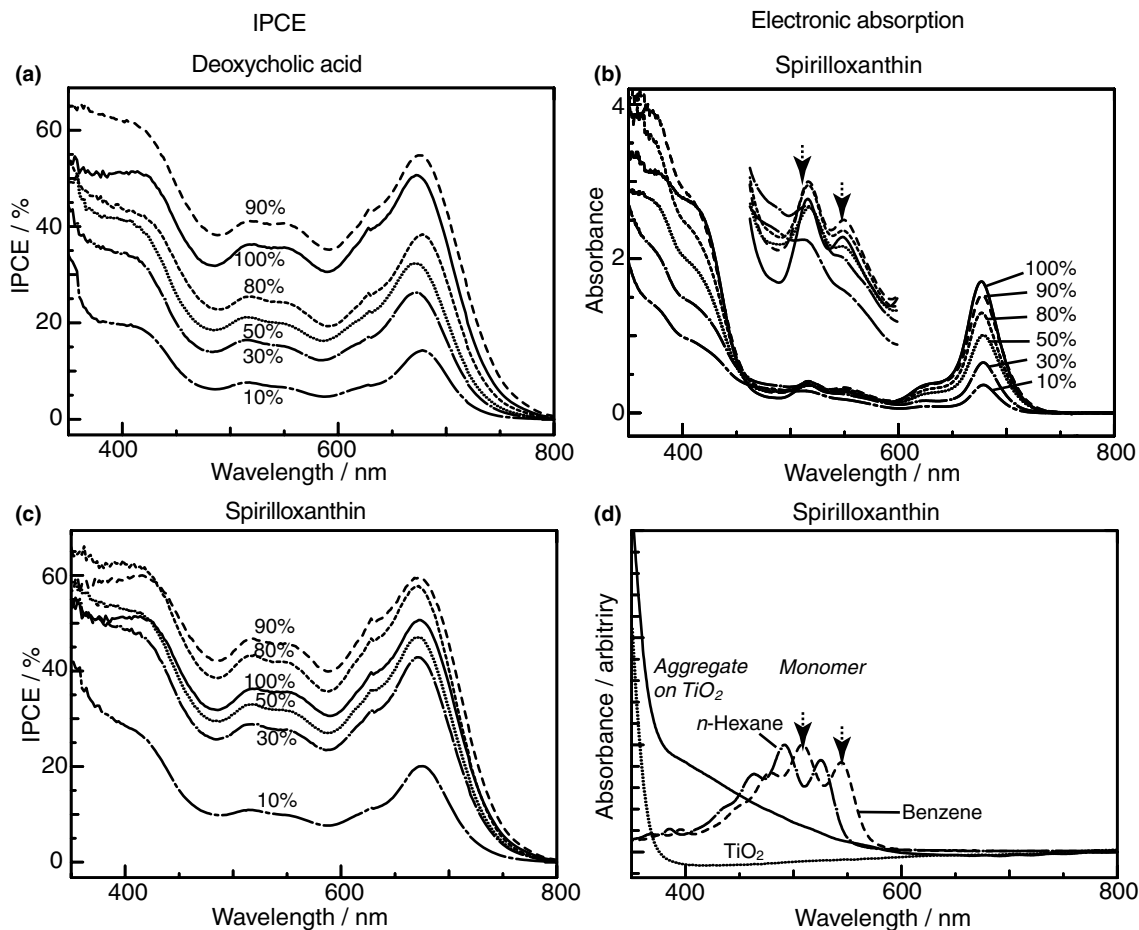 IPCE
Electronic absorption
(a)
Deoxycholic acid
IPCE / %
60
40
20
0
90%
100%
80%
50%
30%
10%
400
600
800
Wavelength / nm
(b)
Spirilloxanthin
Absorbance
4
2
0
100%
90%
80%
50%
30%
10%
400
600
800
Wavelength / nm
(c)
Spirilloxanthin
IPCE / %
60
40
20
0
90%
80%
100%
50%
30%
10%
400
600
800
Wavelength / nm
(d)
Spirilloxanthin
Absorbance / arbitriry
Aggregate
on TiO2
Monomer
n-Hexane
Benzene
TiO2
400
600
800
Wavelength / nm